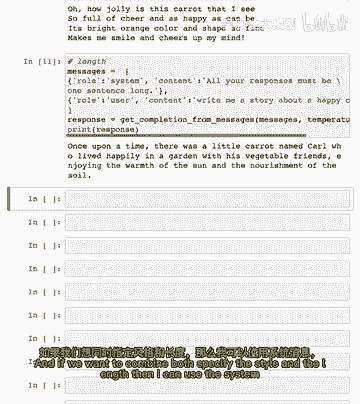 Oh, how jolly is this carrot that I see
So full of cheer and as happy as can be
Its bright orange color and shape so fine
Makes me smile and cheers up my mind!
In [11]: # length
messages = [
{'role':'system', 'content':'All your responses must be \
one sentence long.'},
{'role':'user', 'content':'write me a story about a happy c
]
response = get_completion_from_messages(messages, temperatu
print(response)
Once upon a time, there was a little carrot named Carl wh
o lived happily in a garden with his vegetable friends, e
njoying the warmth of the sun and the nourishment of the
soil.
In [ ]:
In [ ]:
In [ ]:
In [ ]:
In [ ]:
In [ ]:
In [ ]:
In [ ]:
如果我们想同时指定风格和长度，那么我可以使用系统消息，
And if we want to combine both specify the style and the l
ength then I can use the system
In [ ]: